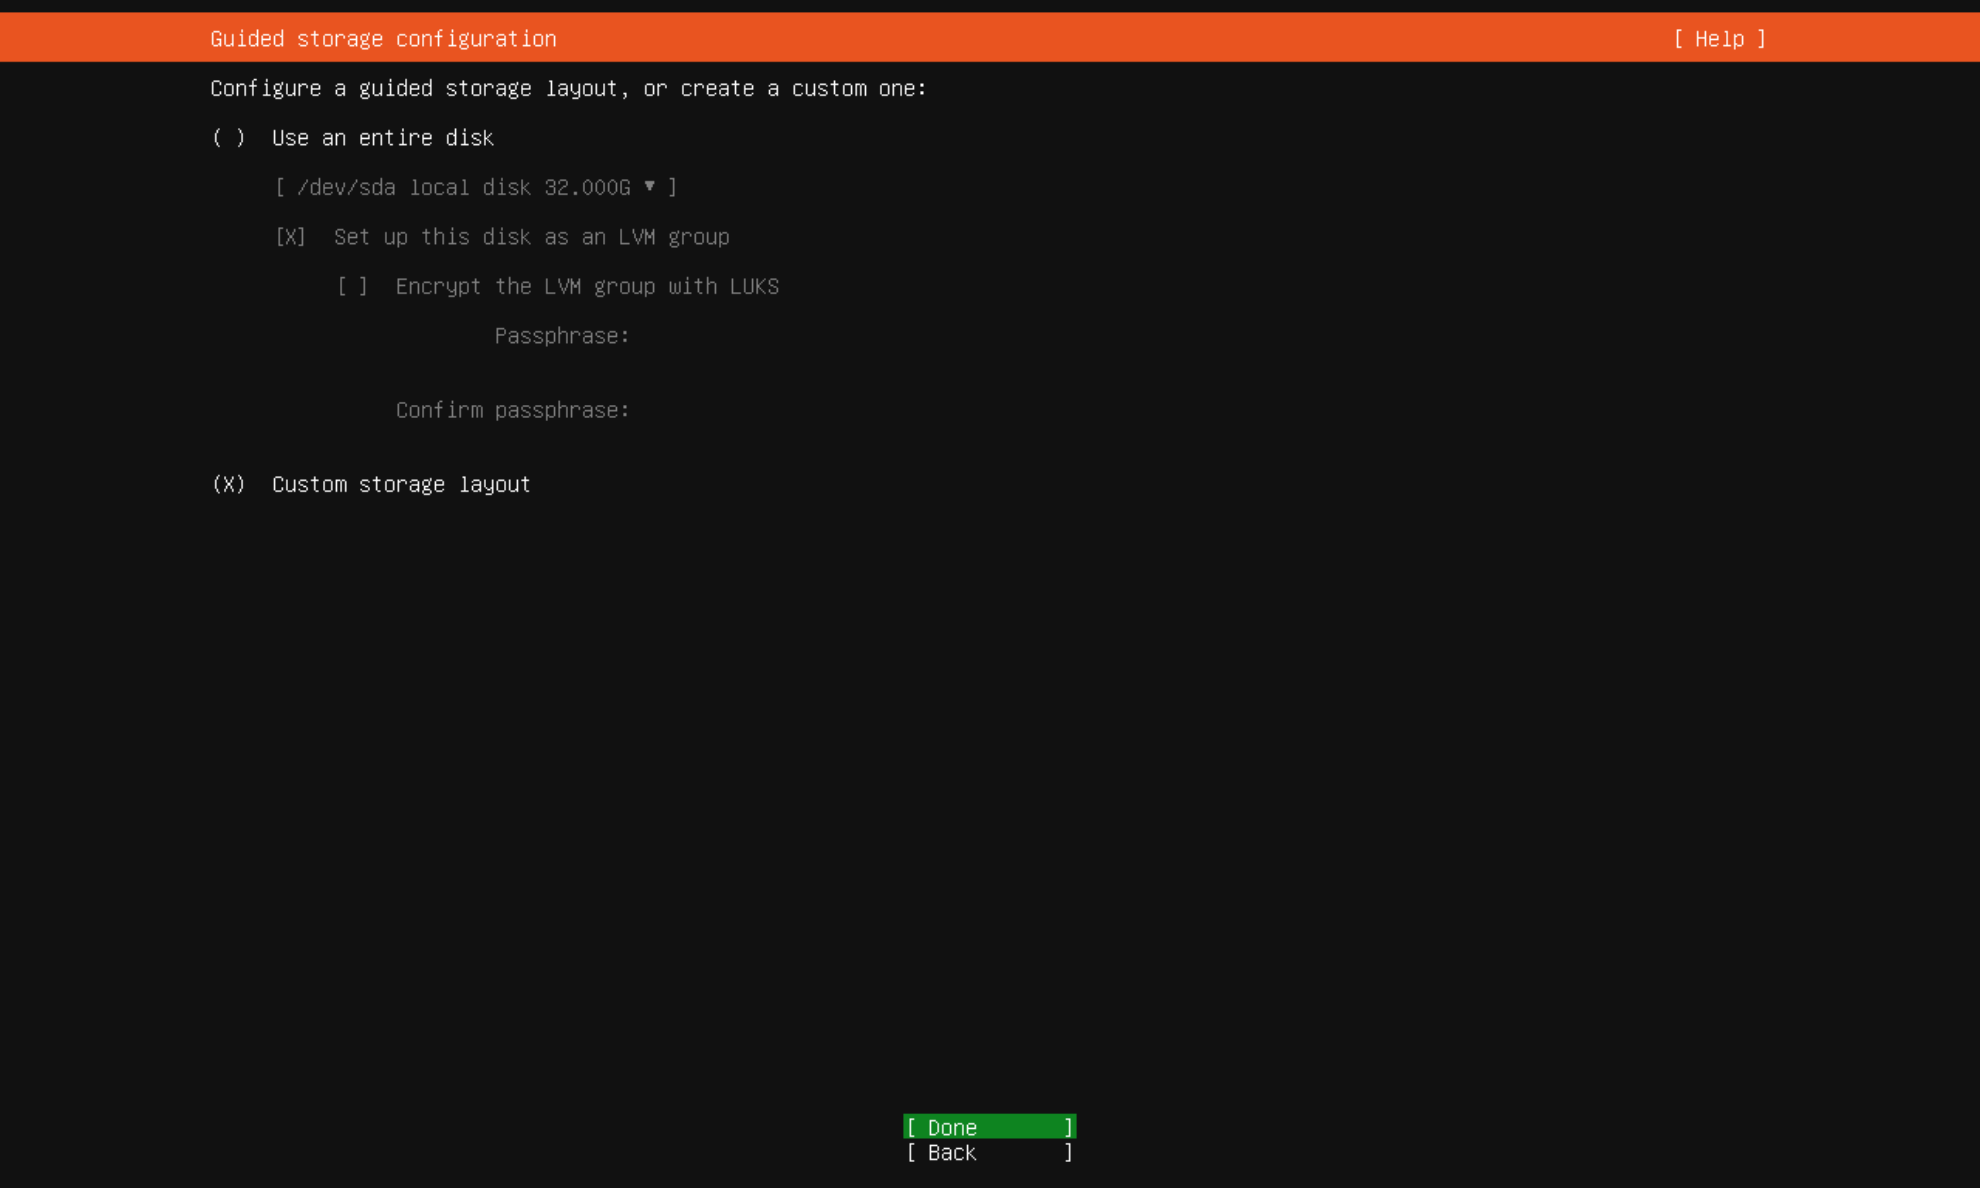 Guided storage configuration [ Help ]
Configure a guided storage layout, or create a custom one:
( ) Use an entire disk
[ /dev/sda local disk 32.000G ▾ ]
[X] Set up this disk as an LVM group
[ ] Encrypt the LVM group with LUKS
Passphrase:
Confirm passphrase:
(X) Custom storage layout
[ Done ]
[ Back ]